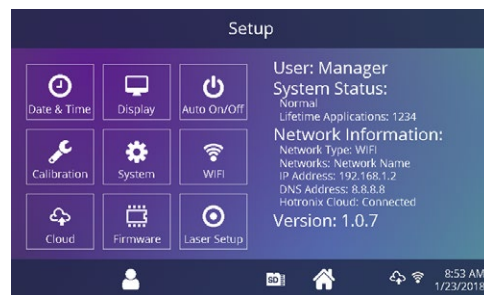 Setup
Date & Time
Display
Auto On/Off
Calibration
System
WIFI
Cloud
Firmware
Laser Setup
User: Manager
System Status:
Normal
Lifetime Applications: 1234
Network Information:
Network Type: WIFI
Networks: Network Name
IP Address: 192.168.1.2
DNS Address: 8.8.8.8
Hotronix Cloud: Connected
Version: 1.0.7
SD
8:53 AM
1/23/2018